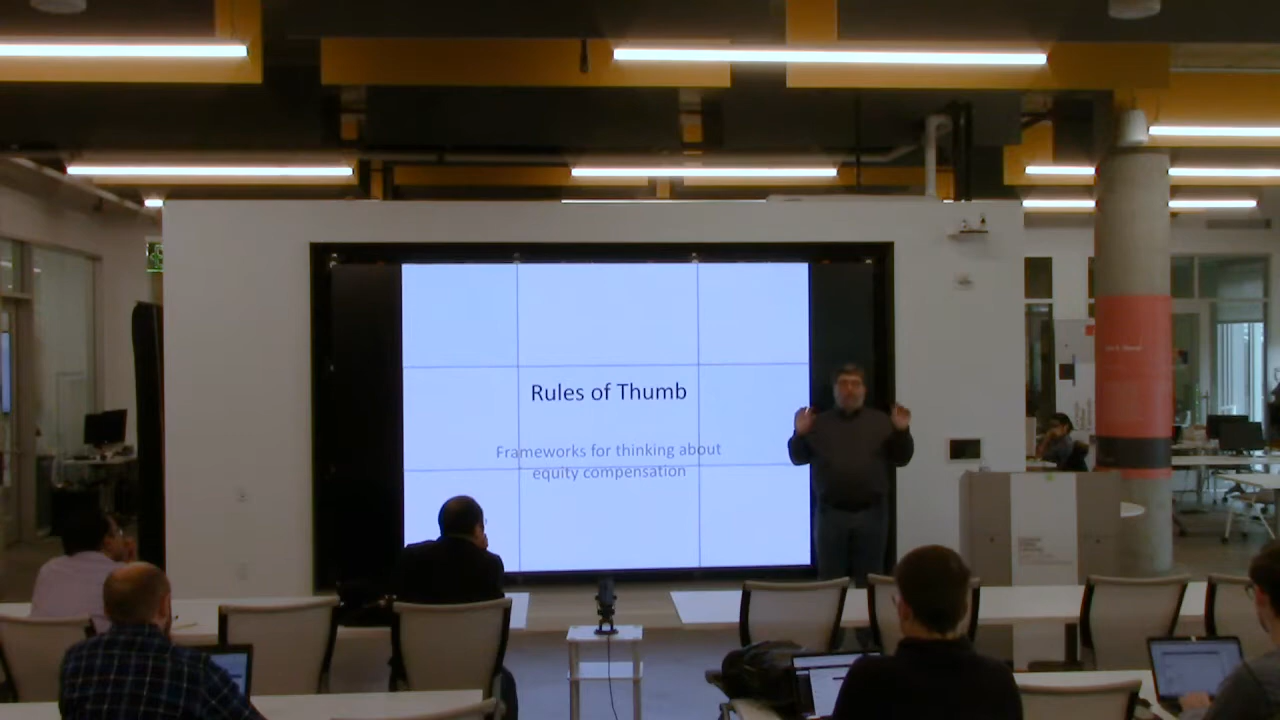 Rules of Thumb
Frameworks for thinking about
equity compensation